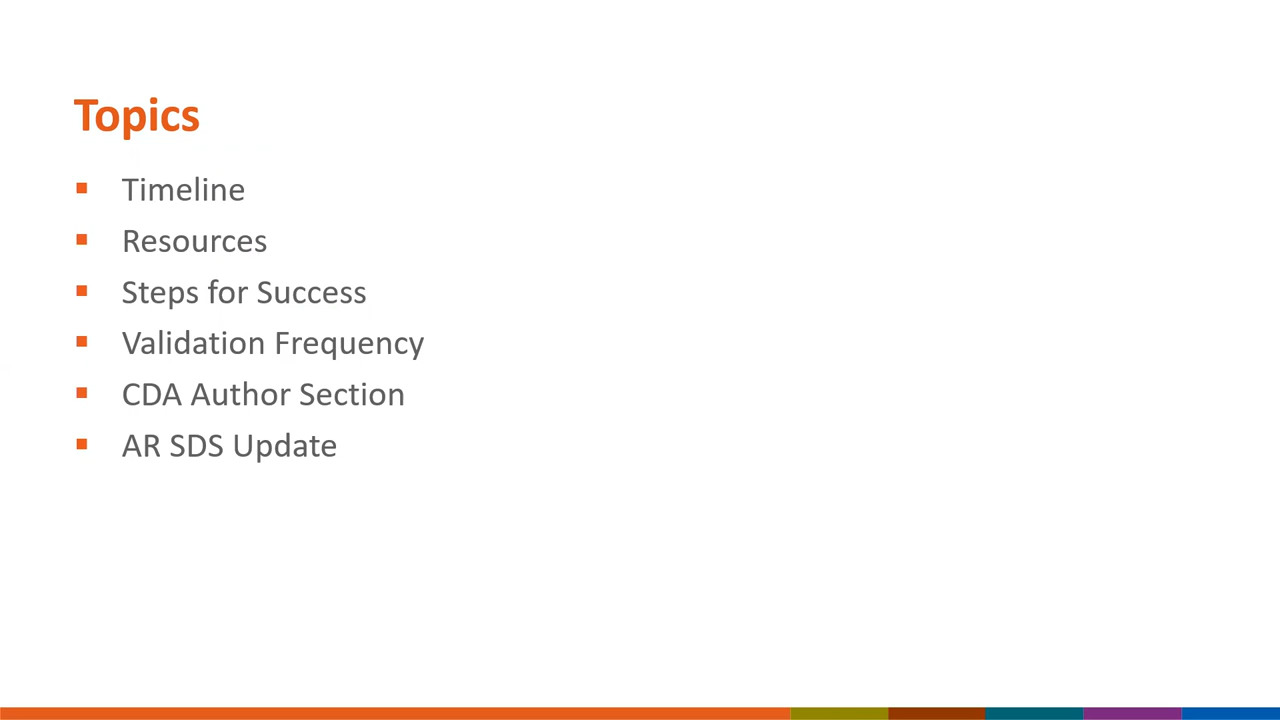 Topics
Timeline
Resources
Steps for Success
Validation Frequency
CDA Author Section
AR SDS Update